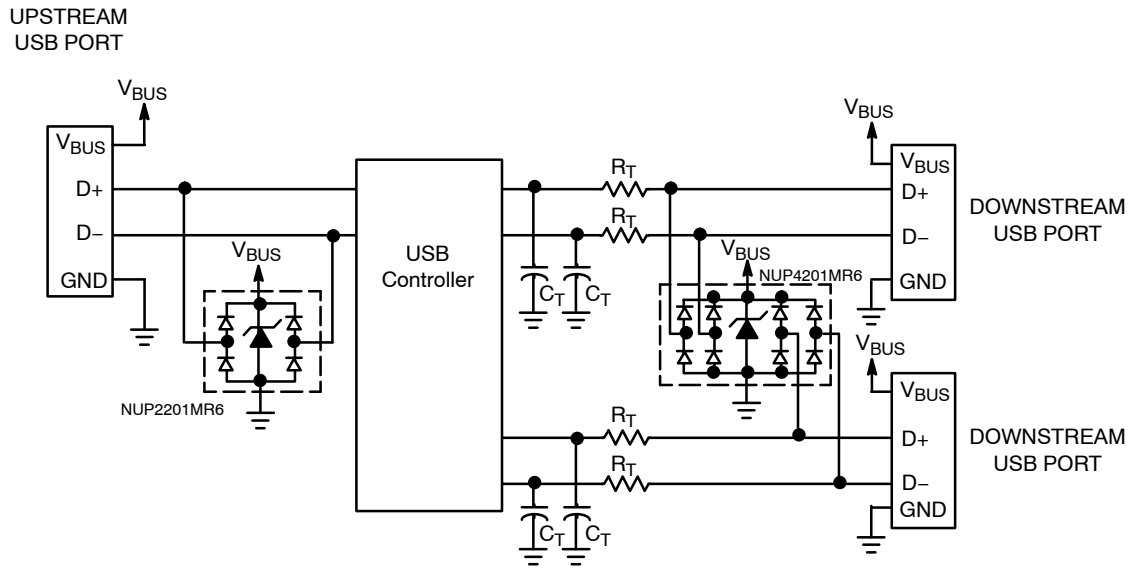 UPSTREAM
USB PORT
VBUS
VBUS
D+
D−
GND
VBUS
NUP2201MR6
USB
Controller
RT
RT
CT
CT
VBUS
NUP4201MR6
VBUS
VBUS
D+
D−
GND
DOWNSTREAM
USB PORT
RT
RT
CT
CT
VBUS
VBUS
D+
D−
GND
DOWNSTREAM
USB PORT